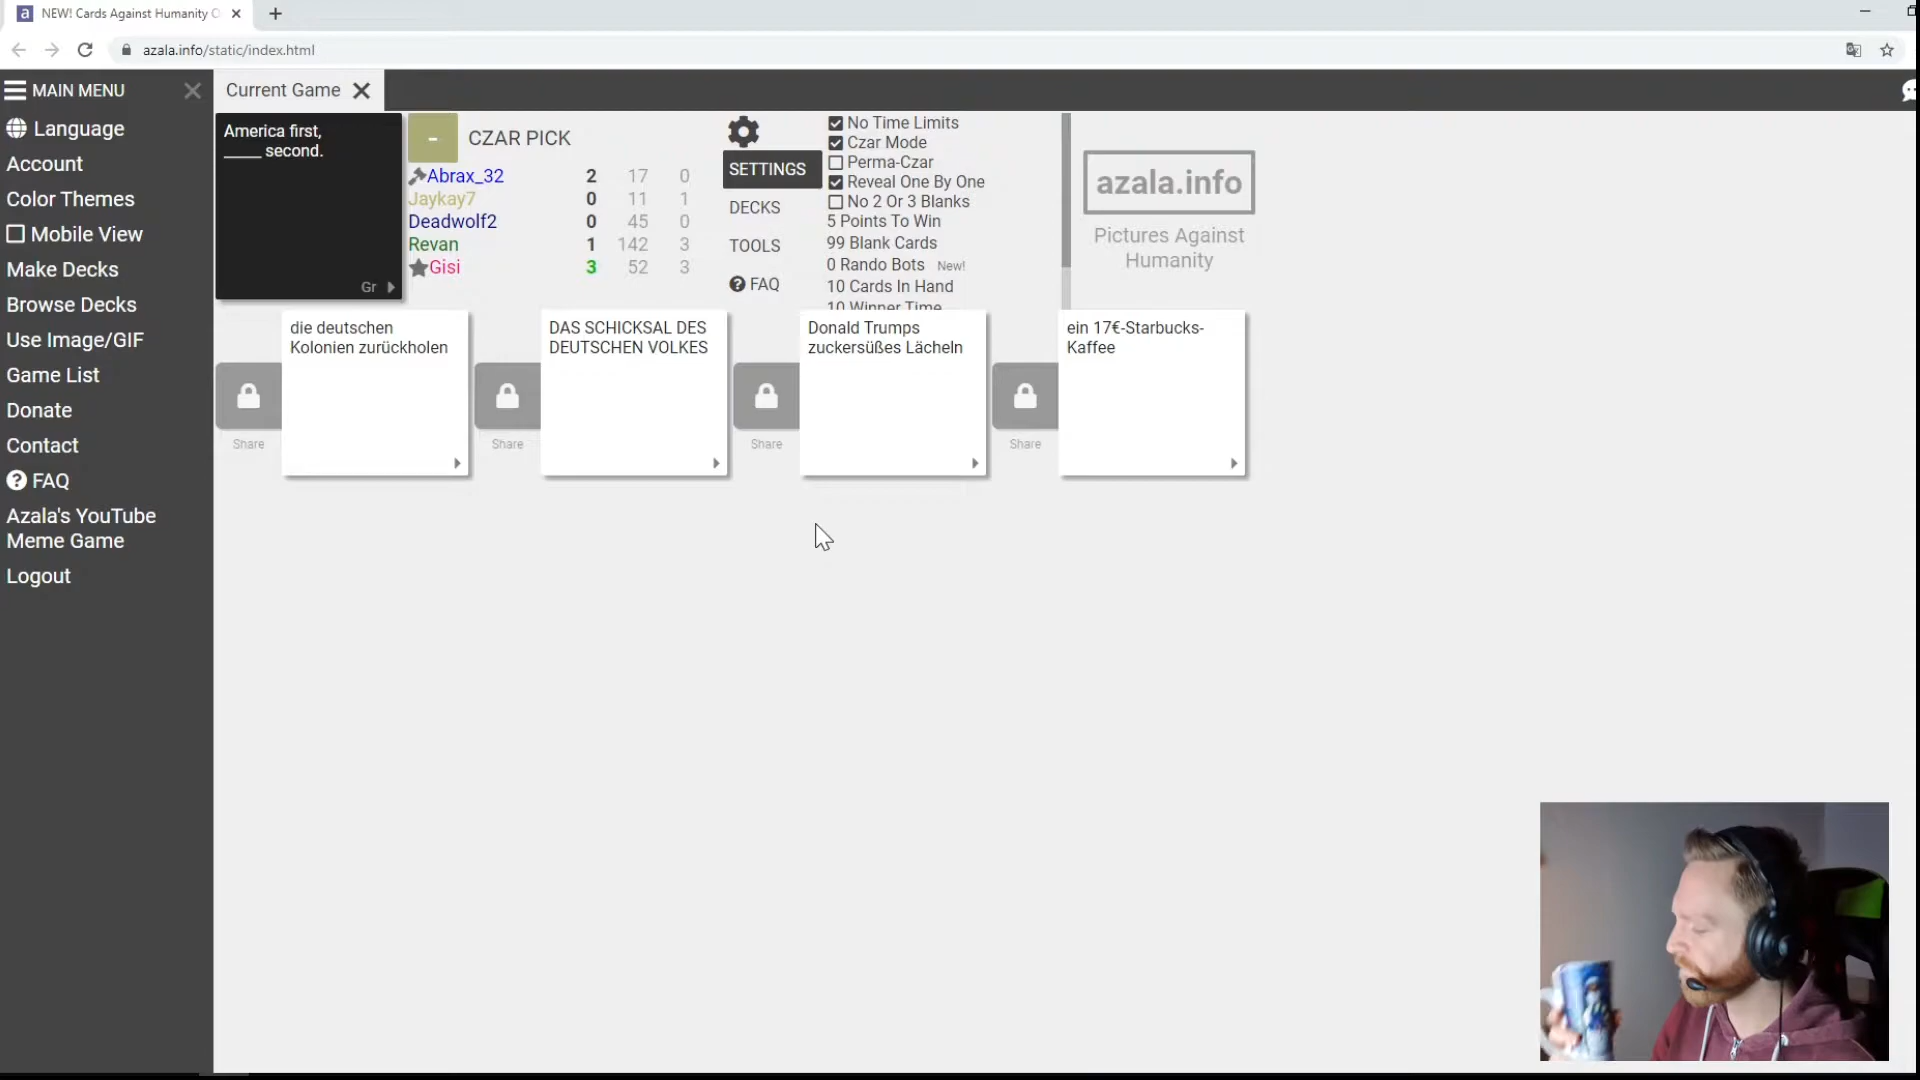 NEW! Cards Against Humanity O
azala.info/static/index.html
MAIN MENU
Language
Account
Color Themes
Mobile View
Make Decks
Browse Decks
Use Image/GIF
Game List
Donate
Contact
FAQ
Azala's YouTube
Meme Game
Logout
Current Game
America first,
_____ second.
Gr
-
CZAR PICK
Abrax_32 2 17 0
Jaykay7 0 11 1
Deadwolf2 0 45 0
Revan 1 142 3
Gisi 3 52 3
SETTINGS
DECKS
TOOLS
FAQ
No Time Limits
Czar Mode
Perma-Czar
Reveal One By One
No 2 Or 3 Blanks
5 Points To Win
99 Blank Cards
0 Rando Bots New!
10 Cards In Hand
10 Winner Time
azala.info
Pictures Against
Humanity
Share
die deutschen
Kolonien zurückholen
Share
DAS SCHICKSAL DES
DEUTSCHEN VOLKES
Share
Donald Trumps
zuckersüßes Lächeln
Share
ein 17€-Starbucks-
Kaffee